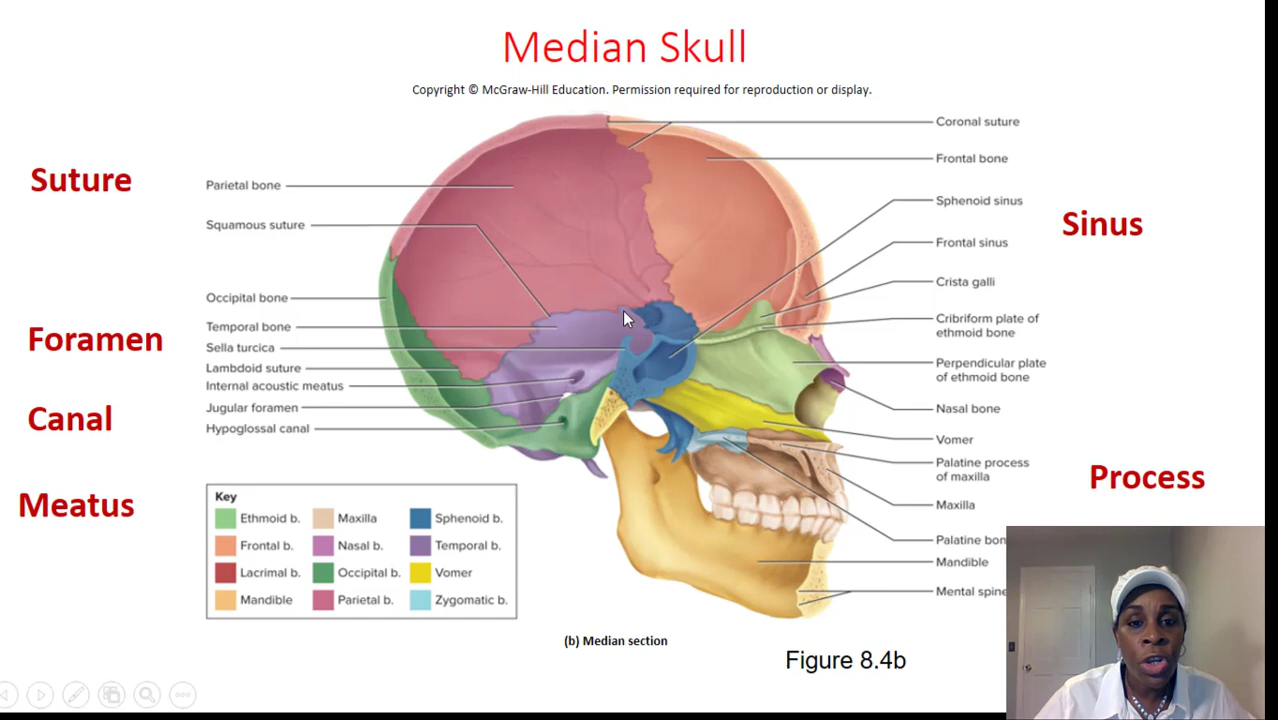 Median Skull
Copyright © McGraw-Hill Education. Permission required for reproduction or display.
Suture
Foramen
Canal
Meatus
Parietal bone
Squamous suture
Occipital bone
Temporal bone
Sella turcica
Lambdoid suture
Internal acoustic meatus
Jugular foramen
Hypoglossal canal
Coronal suture
Frontal bone
Sphenoid sinus
Frontal sinus
Crista galli
Cribriform plate of
ethmoid bone
Perpendicular plate
of ethmoid bone
Nasal bone
Vomer
Palatine process
of maxilla
Maxilla
Palatine bon
Mandible
Mental spine
Sinus
Process
Key
Ethmoid b. Maxilla Sphenoid b.
Frontal b. Nasal b. Temporal b.
Lacrimal b. Occipital b. Vomer
Mandible Parietal b. Zygomatic b.
(b) Median section
Figure 8.4b